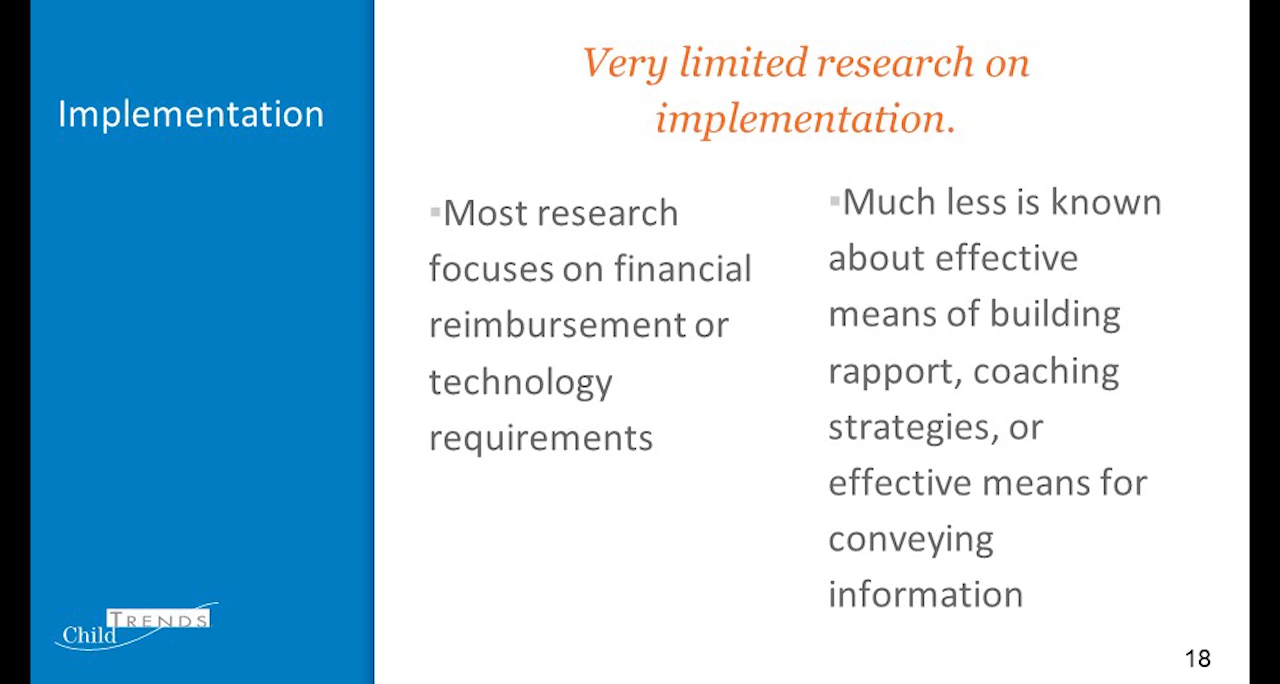 Implementation
Very limited research on
implementation.
▪Most research
focuses on financial
reimbursement or
technology
requirements
▪Much less is known
about effective
means of building
rapport, coaching
strategies, or
effective means for
conveying
information
Child TRENDS
18